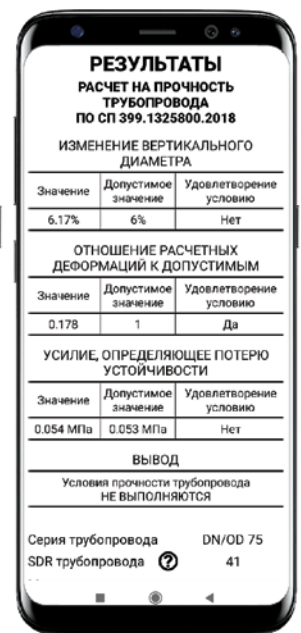 РЕЗУЛЬТАТЫ
РАСЧЕТ НА ПРОЧНОСТЬ
ТРУБОПРОВОДА
ПО СП 399.1325800.2018
ИЗМЕНЕНИЕ ВЕРТИКАЛЬНОГО
ДИАМЕТРА
Значение Допустимое значение Удовлетворение условию
6.17% 6% Нет
ОТНОШЕНИЕ РАСЧЕТНЫХ
ДЕФОРМАЦИЙ К ДОПУСТИМЫМ
Значение Допустимое значение Удовлетворение условию
0.178 1 Да
УСИЛИЕ, ОПРЕДЕЛЯЮЩЕЕ ПОТЕРЮ
УСТОЙЧИВОСТИ
Значение Допустимое значение Удовлетворение условию
0.054 МПа 0.053 МПа Нет
ВЫВОД
Условия прочности трубопровода
НЕ ВЫПОЛНЯЮТСЯ
Серия трубопровода DN/OD 75
SDR трубопровода ? 41